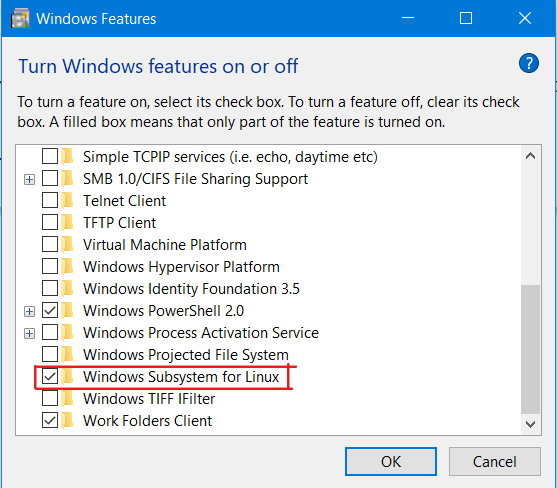 Windows Features
Turn Windows features on or off
To turn a feature on, select its check box. To turn a feature off, clear its check
box. A filled box means that only part of the feature is turned on.
Simple TCPIP services (i.e. echo, daytime etc)
SMB 1.0/CIFS File Sharing Support
Telnet Client
TFTP Client
Virtual Machine Platform
Windows Hypervisor Platform
Windows Identity Foundation 3.5
Windows PowerShell 2.0
Windows Process Activation Service
Windows Projected File System
Windows Subsystem for Linux
Windows TIFF IFilter
Work Folders Client
OK
Cancel